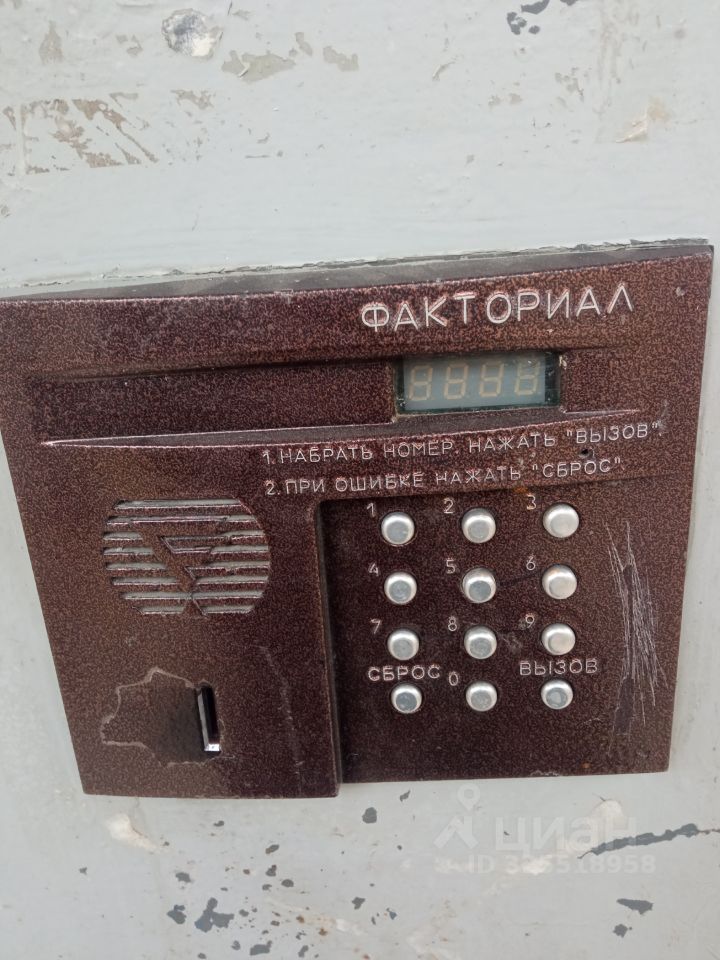 ФАКТОРИАЛ
8888
1. НАБРАТЬ НОМЕР, НАЖАТЬ "ВЫЗОВ".
2. ПРИ ОШИБКЕ НАЖАТЬ "СБРОС"
1 2 3
4 5 6
7 8 9
СБРОС 0 ВЫЗОВ
циан